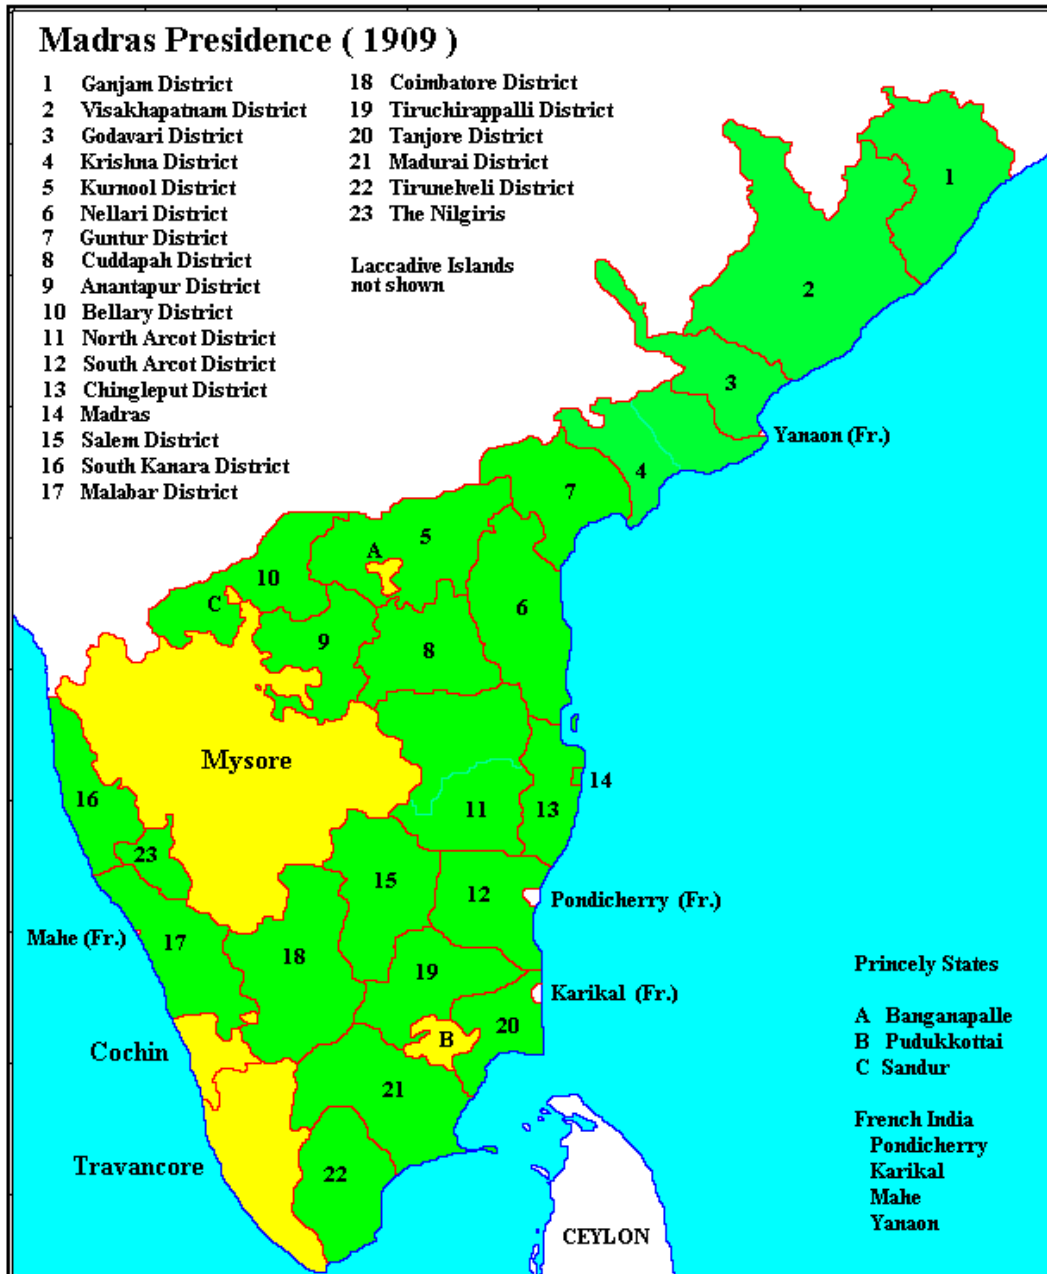 Madras Presidence ( 1909 )
1 Ganjam District
2 Visakhapatnam District
3 Godavari District
4 Krishna District
5 Kurnool District
6 Nellari District
7 Guntur District
8 Cuddapah District
9 Anantapur District
10 Bellary District
11 North Arcot District
12 South Arcot District
13 Chingleput District
14 Madras
15 Salem District
16 South Kanara District
17 Malabar District
18 Coimbatore District
19 Tiruchirappalli District
20 Tanjore District
21 Madurai District
22 Tirunelveli District
23 The Nilgiris
Laccadive Islands
not shown
1
2
3
Yanaon (Fr.)
4
7
5
A
10
C
6
9
8
Mysore
14
16
11
13
23
15
12
Pondicherry (Fr.)
Mahe (Fr.)
17
18
19
Karikal (Fr.)
20
B
Cochin
21
Travancore
22
CEYLON
Princely States
A Banganapalle
B Pudukkottai
C Sandur
French India
Pondicherry
Karikal
Mahe
Yanaon